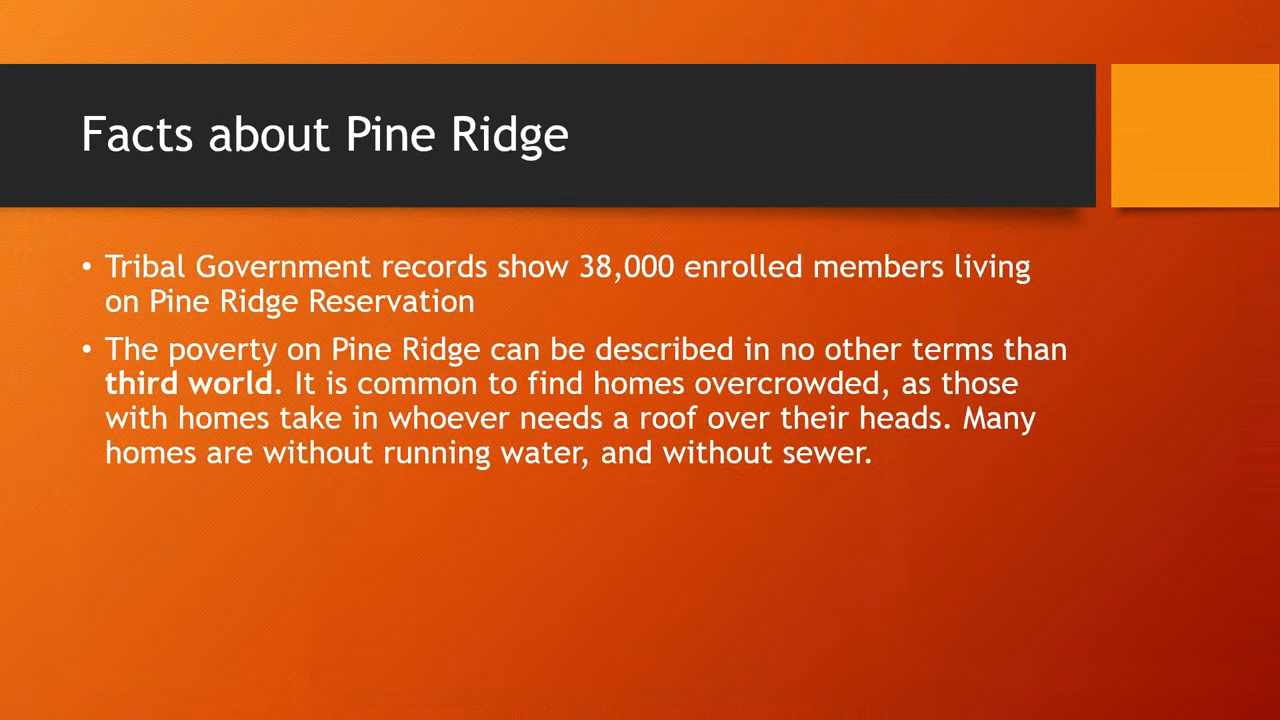 Facts about Pine Ridge
• Tribal Government records show 38,000 enrolled members living
on Pine Ridge Reservation
• The poverty on Pine Ridge can be described in no other terms than
third world. It is common to find homes overcrowded, as those
with homes take in whoever needs a roof over their heads. Many
homes are without running water, and without sewer.